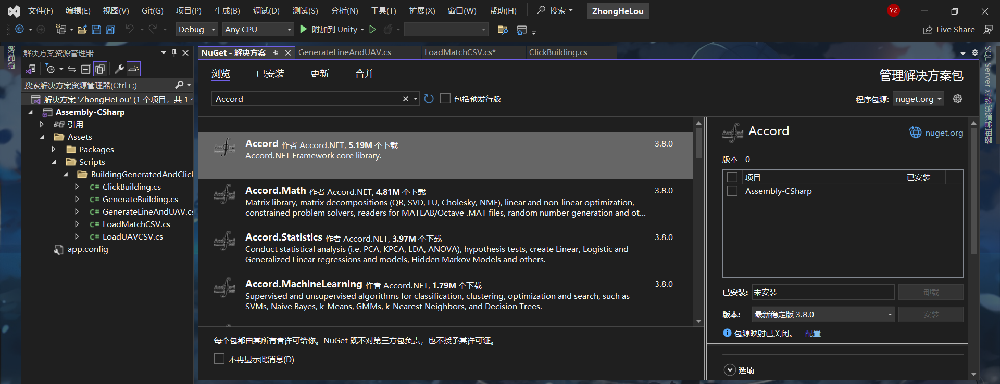 文件(F) 编辑(E) 视图(V) Git(G) 项目(P) 生成(B) 调试(D) 测试(S) 分析(N) 工具(T) 扩展(X) 窗口(W) 帮助(H) 搜索 ZhongHeLou YZ
Debug Any CPU 附加到 Unity Live Share
数据源
解决方案资源管理器
搜索解决方案资源管理器(Ctrl+;)
解决方案 'ZhongHeLou' (1 个项目，共 1 个
Assembly-CSharp
引用
Assets
Packages
Scripts
BuildingGeneratedAndClick
ClickBuilding.cs
GenerateBuilding.cs
GenerateLineAndUAV.cs
LoadMatchCSV.cs
LoadUAVCSV.cs
app.config
NuGet - 解决方案 GenerateLineAndUAV.cs LoadMatchCSV.cs* ClickBuilding.cs
浏览 已安装 更新 合并 管理解决方案包
Accord 包括预发行版 程序包源: nuget.org
Accord 作者 Accord.NET, 5.19M 个下载 3.8.0
Accord.NET Framework core library.
Accord.Math 作者 Accord.NET, 4.81M 个下载 3.8.0
Matrix library, matrix decompositions (QR, SVD, LU, Cholesky, NMF), linear and non-linear optimization,
constrained problem solvers, readers for MATLAB/Octave .MAT files, random number generation and ot...
Accord.Statistics 作者 Accord.NET, 3.97M 个下载 3.8.0
Conduct statistical analysis (i.e. PCA, KPCA, LDA, ANOVA), hypothesis tests, create Linear, Logistic and
Generalized Linear regressions and models, Hidden Markov Models and others.
Accord.MachineLearning 作者 Accord.NET, 1.79M 个下载 3.8.0
Supervised and unsupervised algorithms for classification, clustering, optimization and search, such as
SVMs, Naive Bayes, k-Means, GMMs, k-Nearest Neighbors, and Decision Trees.
每个包都由其所有者许可给你。NuGet 既不对第三方包负责，也不授予其许可证。
不再显示此消息(D)
Accord nuget.org
版本 - 0
项目 已安装
Assembly-CSharp
已安装: 未安装 卸载
版本: 最新稳定版 3.8.0 安装
包源映射已关闭。 配置
选项
SQL Server 对象资源管理器